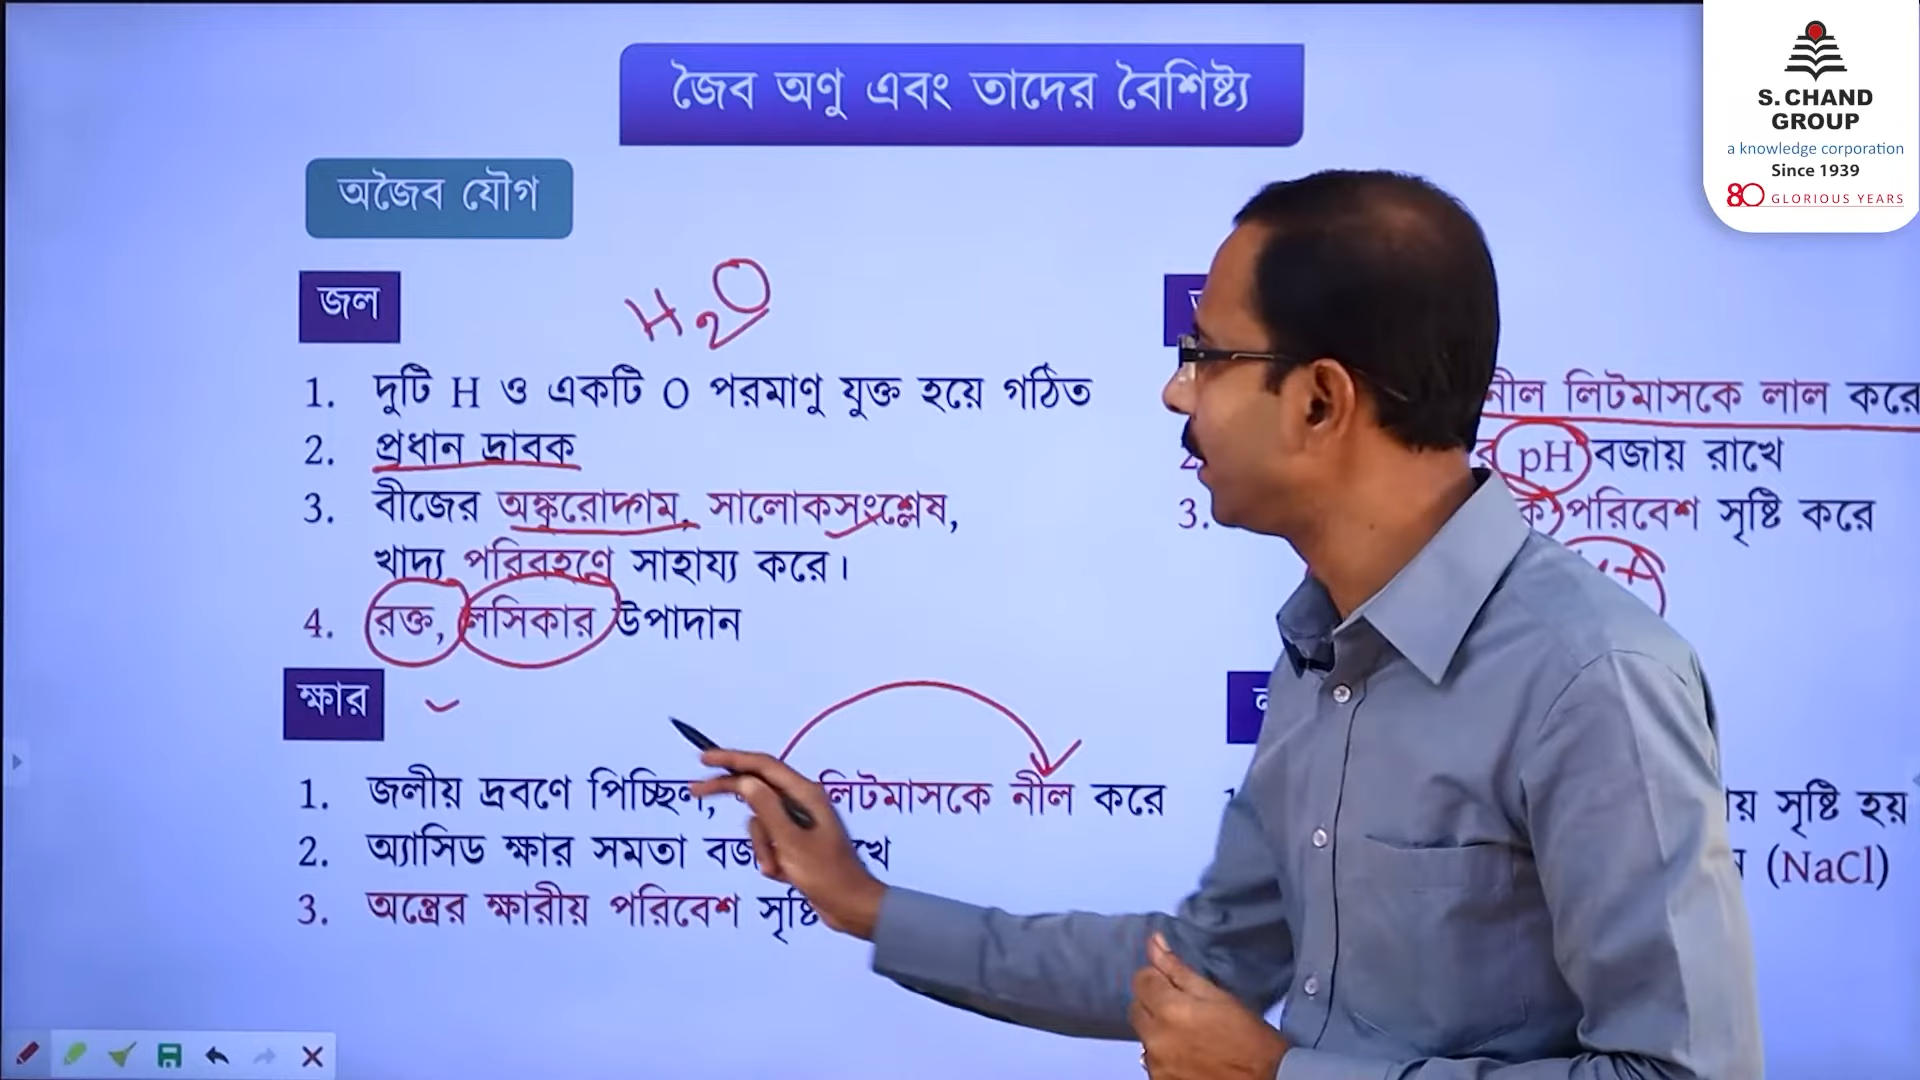 জৈব অণু এবং তাদের বৈশিষ্ট্য
S. CHAND
GROUP
a knowledge corporation
Since 1939
80 GLORIOUS YEARS
অজৈব যৌগ
জল
H2O
1. দুটি H ও একটি O পরমাণু যুক্ত হয়ে গঠিত
2. প্রধান দ্রাবক
3. বীজের অঙ্কুরোদ্গাম, সালোকসংশ্লেষ,
খাদ্য পরিবহণে সাহায্য করে।
4. রক্ত, লসিকার উপাদান
নীল লিটমাসকে লাল করে
pH বজায় রাখে
3. পরিবেশ সৃষ্টি করে
ক্ষার
1. জলীয় দ্রবণে পিচ্ছিল, লিটমাসকে নীল করে
2. অ্যাসিড ক্ষার সমতা
3. অন্ত্রের ক্ষারীয় পরিবেশ
সৃষ্টি হয়
(NaCl)